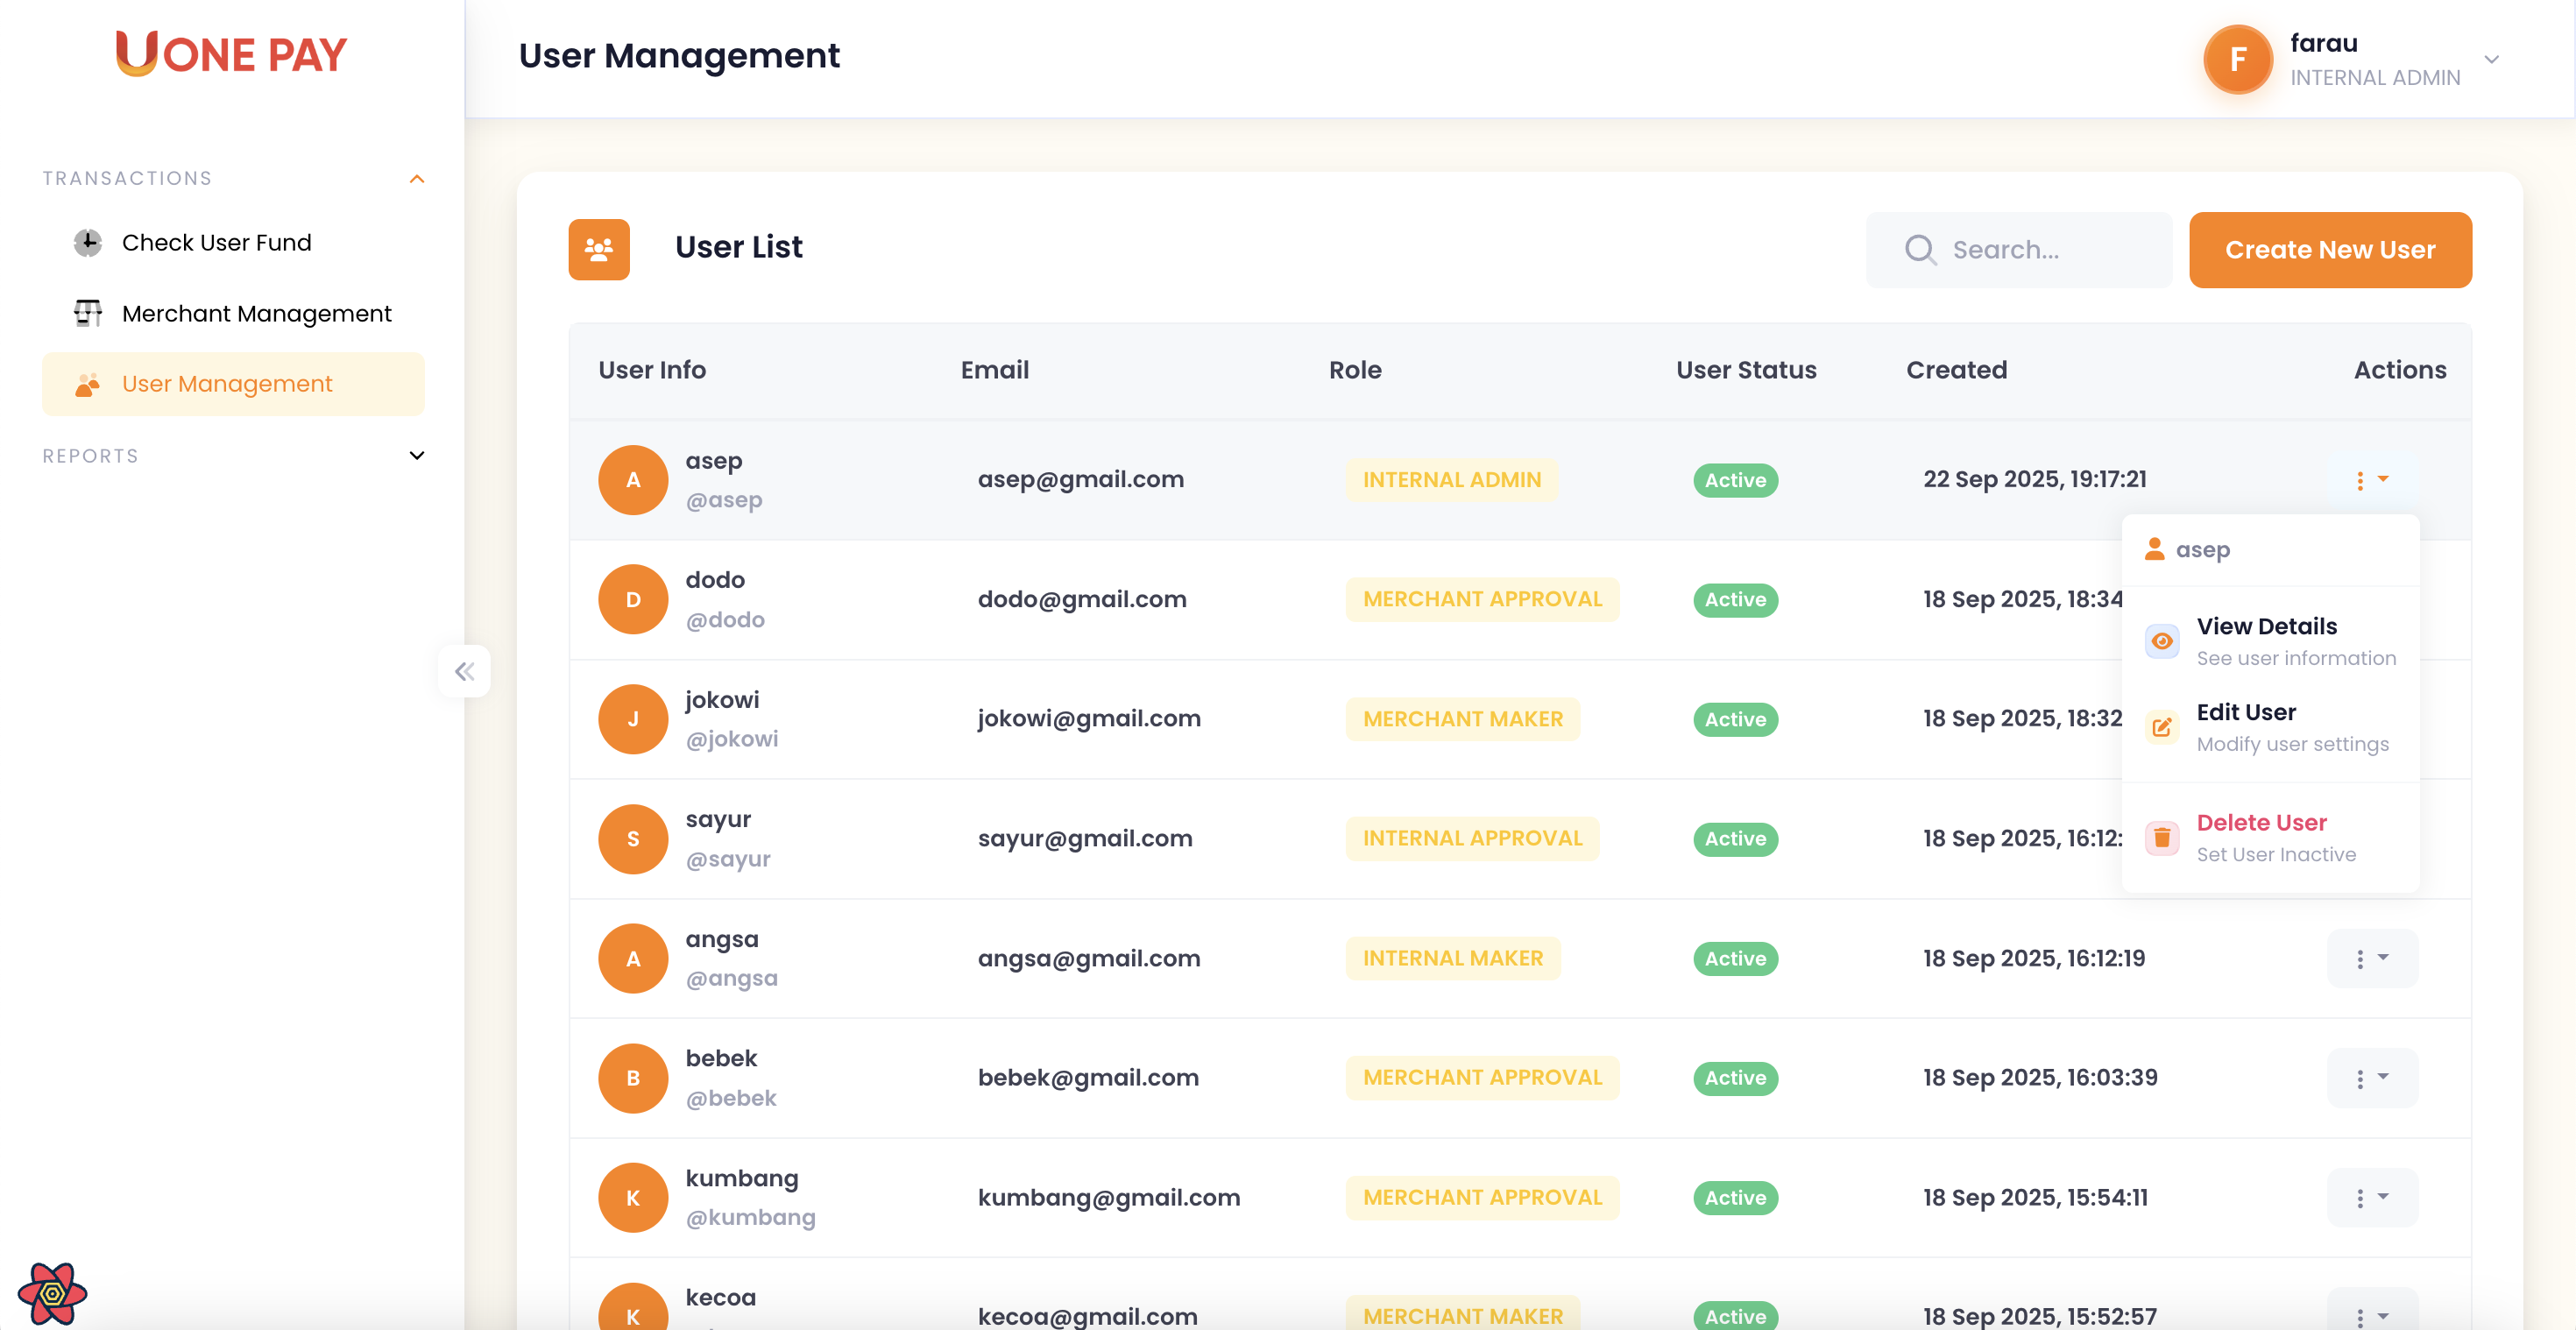 UONE PAY
User Management
F
farau
INTERNAL ADMIN
TRANSACTIONS
Check User Fund
Merchant Management
User Management
REPORTS
User List
Search...
Create New User
User Info Email Role User Status Created Actions
A asep @asep asep@gmail.com INTERNAL ADMIN Active 22 Sep 2025, 19:17:21
D dodo @dodo dodo@gmail.com MERCHANT APPROVAL Active 18 Sep 2025, 18:34
J jokowi @jokowi jokowi@gmail.com MERCHANT MAKER Active 18 Sep 2025, 18:32
S sayur @sayur sayur@gmail.com INTERNAL APPROVAL Active 18 Sep 2025, 16:12:
A angsa @angsa angsa@gmail.com INTERNAL MAKER Active 18 Sep 2025, 16:12:19
B bebek @bebek bebek@gmail.com MERCHANT APPROVAL Active 18 Sep 2025, 16:03:39
K kumbang @kumbang kumbang@gmail.com MERCHANT APPROVAL Active 18 Sep 2025, 15:54:11
K kecoa kecoa@gmail.com MERCHANT MAKER Active 18 Sep 2025, 15:52:57
asep
View Details
See user information
Edit User
Modify user settings
Delete User
Set User Inactive